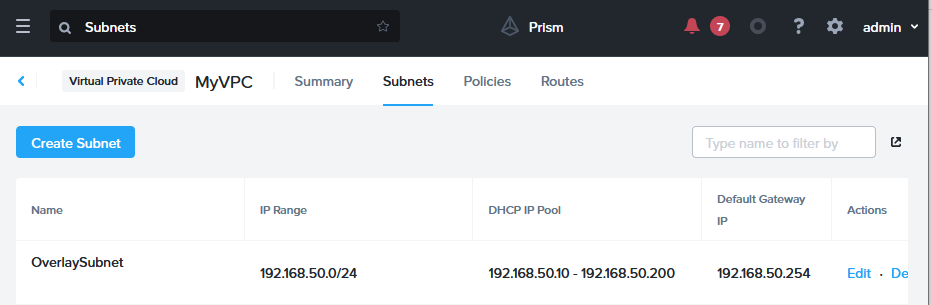 Subnets
Prism
7
?
admin
Virtual Private Cloud MyVPC Summary Subnets Policies Routes
Create Subnet
Type name to filter by
Name IP Range DHCP IP Pool Default Gateway IP Actions
OverlaySubnet 192.168.50.0/24 192.168.50.10 - 192.168.50.200 192.168.50.254 Edit · De